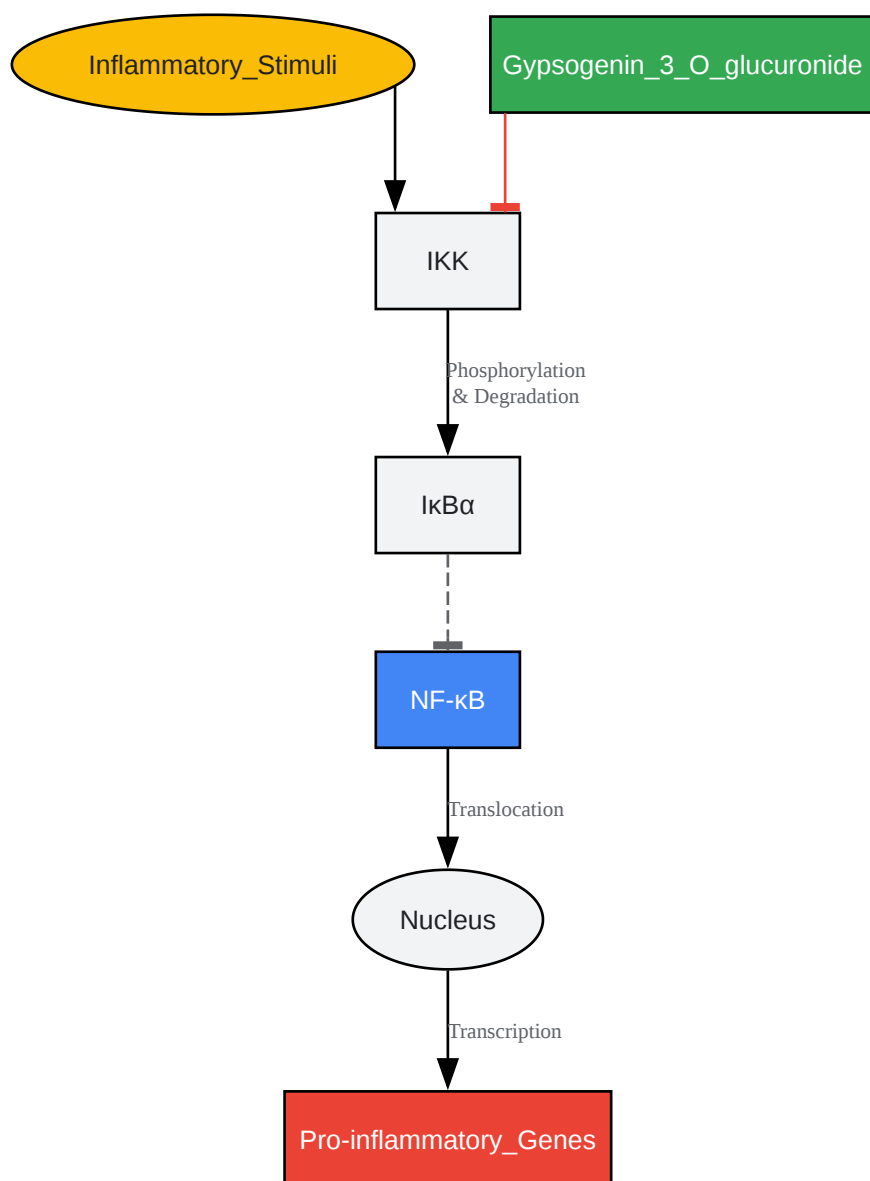 Inflammatory_Stimuli
Gypsogenin_3_O_glucuronide
IKK
Phosphorylation
& Degradation
IκBα
NF-κB
Translocation
Nucleus
Transcription
Pro-inflammatory_Genes